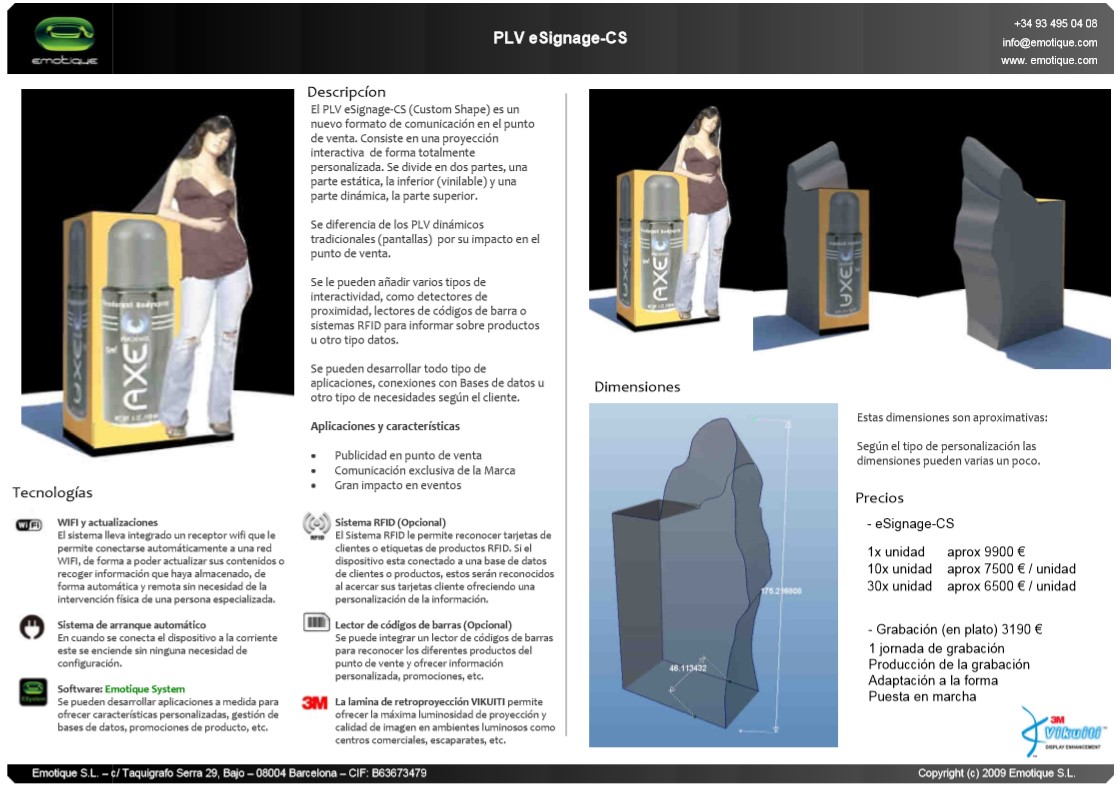 emotique
PLV eSignage-CS
+34 93 495 04 08
info@emotique.com
www. emotique.com
Descripcíon
El PLV eSignage-CS (Custom Shape) es un
nuevo formato de comunicación en el punto
de venta. Consiste en una proyección
interactiva de forma totalmente
personalizada. Se divide en dos partes, una
parte estática, la inferior (vinilable) y una
parte dinámica, la parte superior.
Se diferencia de los PLV dinámicos
tradicionales (pantallas) por su impacto en el
punto de venta.
Se le pueden añadir varios tipos de
interactividad, como detectores de
proximidad, lectores de códigos de barra o
sistemas RFID para informar sobre productos
u otro tipo datos.
Se pueden desarrollar todo tipo de
aplicaciones, conexiones con Bases de datos u
otro tipo de necesidades según el cliente.
Aplicaciones y características
• Publicidad en punto de venta
• Comunicación exclusiva de la Marca
• Gran impacto en eventos
AXE
AXE
AXE
Tecnologías
WiFi
WIFI y actualizaciones
El sistema lleva integrado un receptor wifi que le
permite conectarse automáticamente a una red
WIFI, de forma a poder actualizar sus contenidos o
recoger información que haya almacenado, de
forma automática y remota sin necesidad de la
intervención física de una persona especializada.
Sistema de arranque automático
En cuando se conecta el dispositivo a la corriente
este se enciende sin ninguna necesidad de
configuración.
Software: Emotique System
Se pueden desarrollar aplicaciones a medida para
ofrecer características personalizadas, gestión de
bases de datos, promociones de producto, etc.
RFID
Sistema RFID (Opcional)
El Sistema RFID le permite reconocer tarjetas de
clientes o etiquetas de productos RFID. Si el
dispositivo esta conectado a una base de datos
de clientes o productos, estos serán reconocidos
al acercar sus tarjetas cliente ofreciendo una
personalización de la información.
Lector de códigos de barras (Opcional)
Se puede integrar un lector de códigos de barras
para reconocer los diferentes productos del
punto de vente y ofrecer información
personalizada, promociones, etc.
3M
La lamina de retroproyección VIKUITI permite
ofrecer la máxima luminosidad de proyección y
calidad de imagen en ambientes luminosos como
centros comerciales, escaparates, etc.
Dimensiones
46.113432
Estas dimensiones son aproximativas:
Según el tipo de personalización las
dimensiones pueden varias un poco.
Precios
- eSignage-CS
1x unidad aprox 9900 €
10x unidad aprox 7500 € / unidad
30x unidad aprox 6500 € / unidad
- Grabación (en plato) 3190 €
1 jornada de grabación
Producción de la grabación
Adaptación a la forma
Puesta en marcha
3M
Vikuiti™
DISPLAY ENHANCEMENT
Emotique S.L. – c/ Taquigrafo Serra 29, Bajo – 08004 Barcelona – CIF: B63673479
Copyright (c) 2009 Emotique S.L.